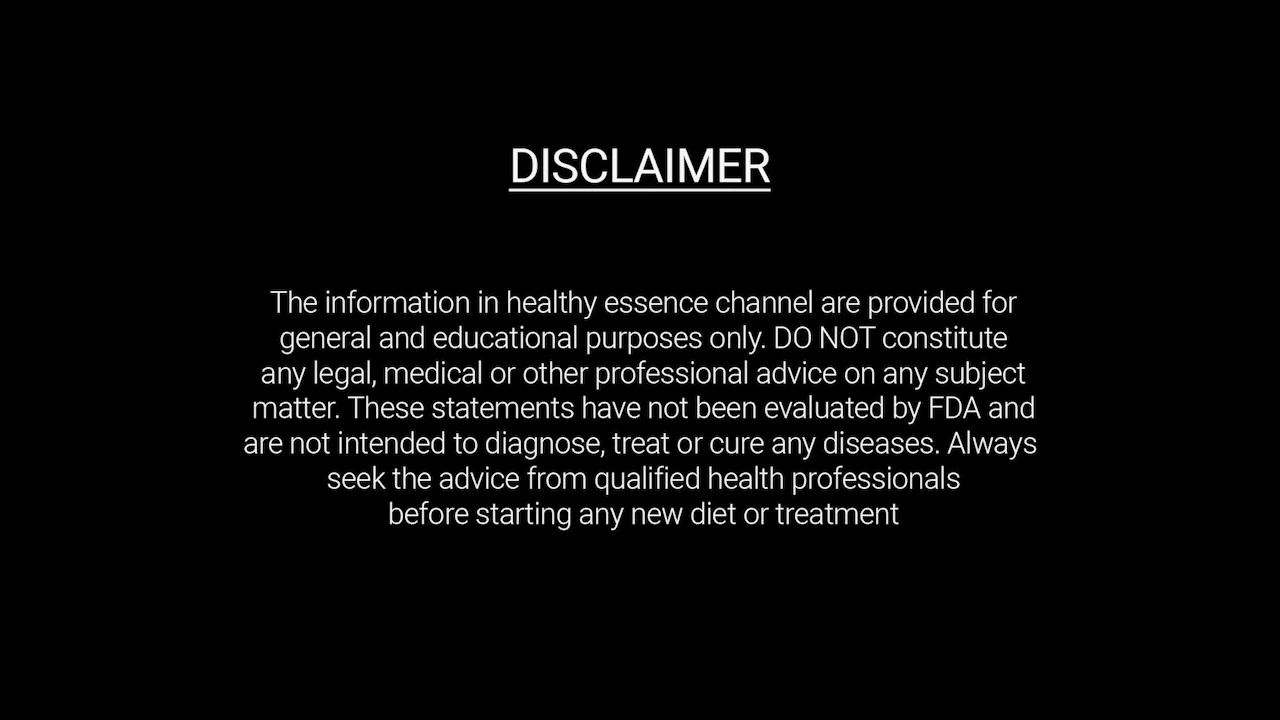 DISCLAIMER
The information in healthy essence channel are provided for
general and educational purposes only. DO NOT constitute
any legal, medical or other professional advice on any subject
matter. These statements have not been evaluated by FDA and
are not intended to diagnose, treat or cure any diseases. Always
seek the advice from qualified health professionals
before starting any new diet or treatment